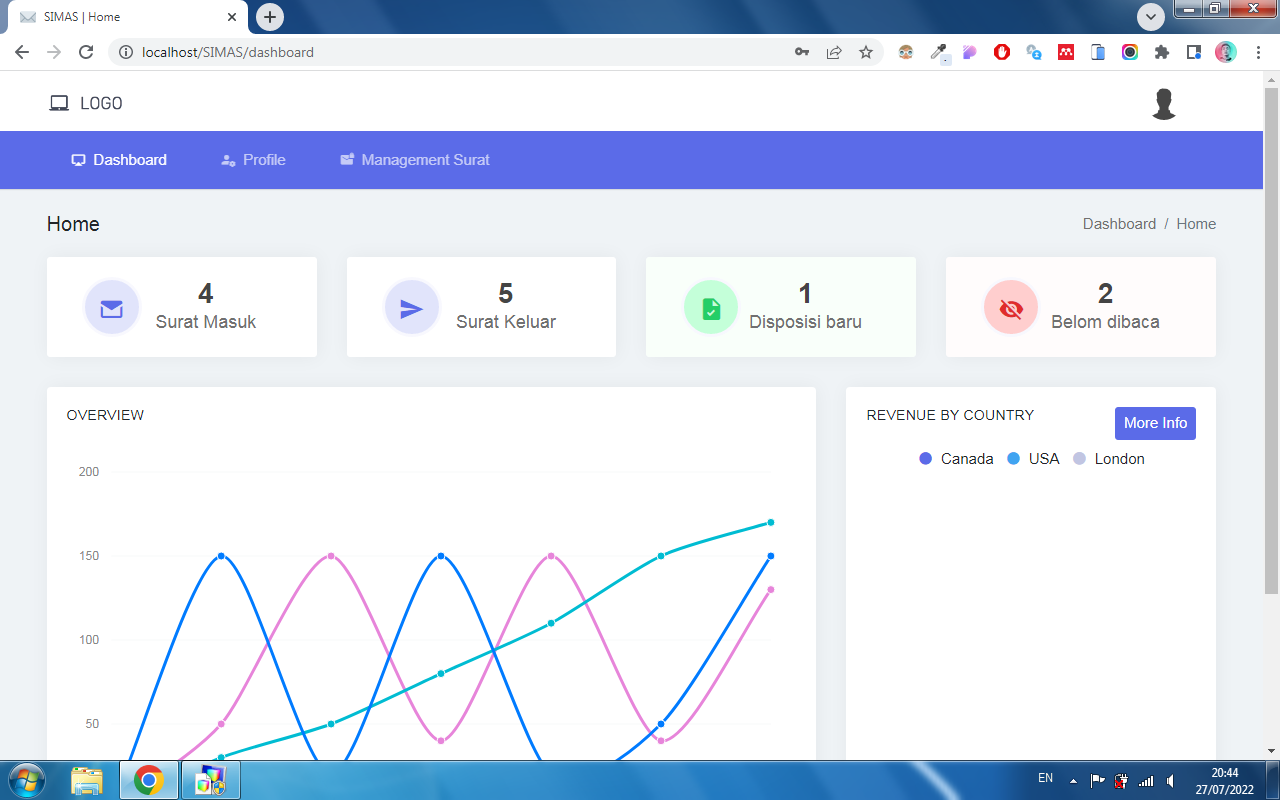 SIMAS | Home
localhost/SIMAS/dashboard
LOGO
Dashboard
Profile
Management Surat
Home
Dashboard / Home
4
Surat Masuk
5
Surat Keluar
1
Disposisi baru
2
Belom dibaca
OVERVIEW
200
150
100
50
REVENUE BY COUNTRY
More Info
Canada
USA
London
EN
20:44
27/07/2022